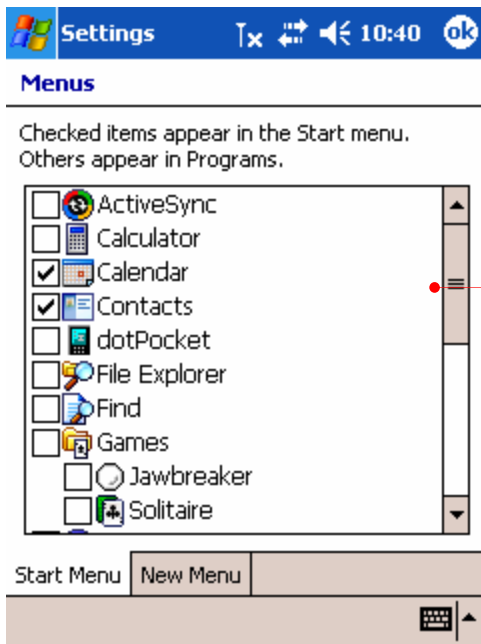 Settings 10:40 ok
Menus
Checked items appear in the Start menu.
Others appear in Programs.
ActiveSync
Calculator
Calendar
Contacts
dotPocket
File Explorer
Find
Games
Jawbreaker
Solitaire
Start Menu New Menu